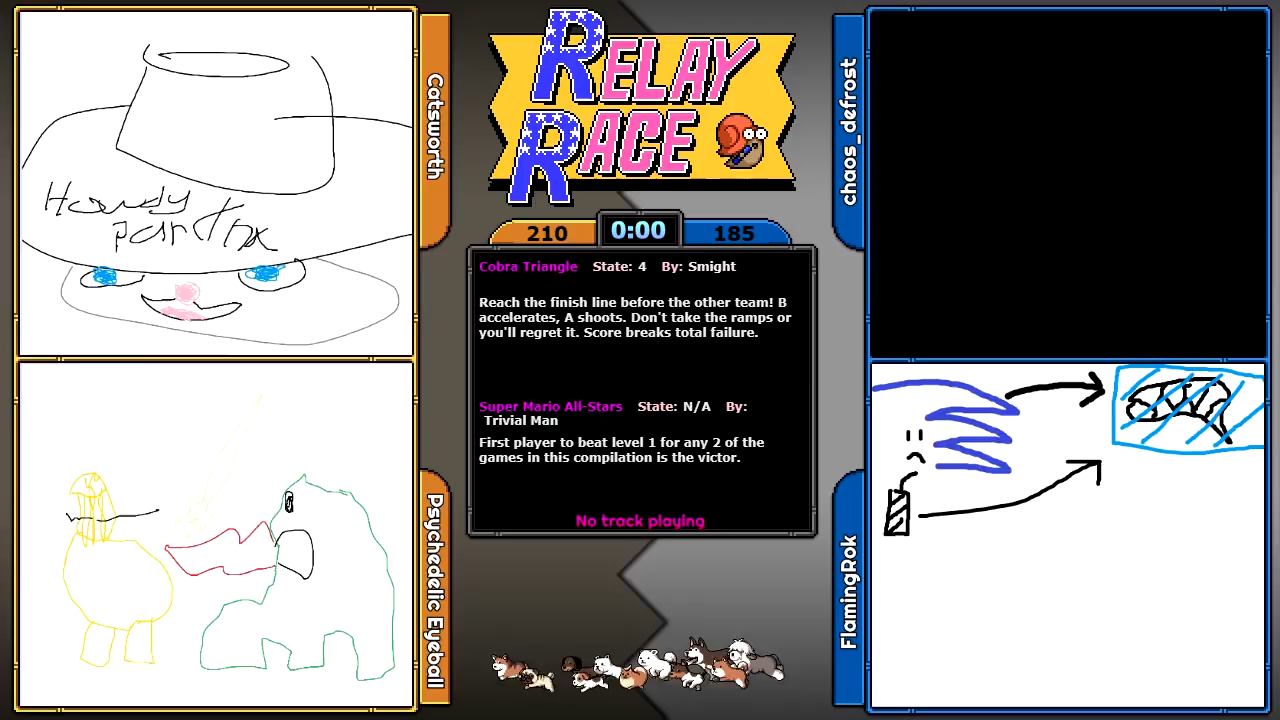 Catsworth
Howdy
RELAY
RACE
chaos_defrost
210
0:00
185
Cobra Triangle State: 4 By: Smight
Reach the finish line before the other team! B
accelerates, A shoots. Don't take the ramps or
you'll regret it. Score breaks total failure.
Super Mario All-Stars State: N/A By:
Trivial Man
First player to beat level 1 for any 2 of the
games in this compilation is the victor.
No track playing
Psychedelic Eyeball
FlamingRok